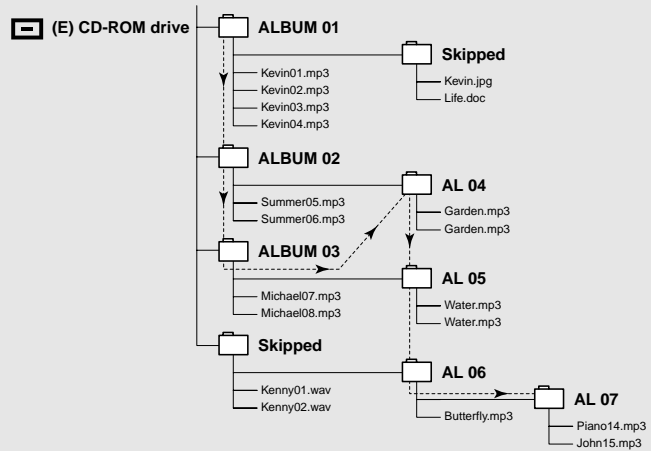 (E) CD-ROM drive
ALBUM 01
Kevin01.mp3
Kevin02.mp3
Kevin03.mp3
Kevin04.mp3
Skipped
Kevin.jpg
Life.doc
ALBUM 02
Summer05.mp3
Summer06.mp3
AL 04
Garden.mp3
Garden.mp3
ALBUM 03
Michael07.mp3
Michael08.mp3
AL 05
Water.mp3
Water.mp3
Skipped
Kenny01.wav
Kenny02.wav
AL 06
Butterfly.mp3
AL 07
Piano14.mp3
John15.mp3